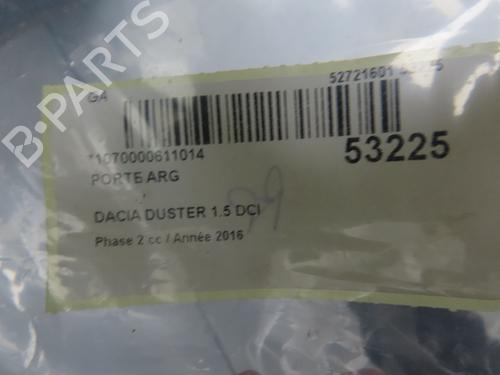 B-PARTS
GA
52721601
11070000611014
53225
PORTE ARG
DACIA DUSTER 1.5 DCI
Phase 2 cc / Année 2016